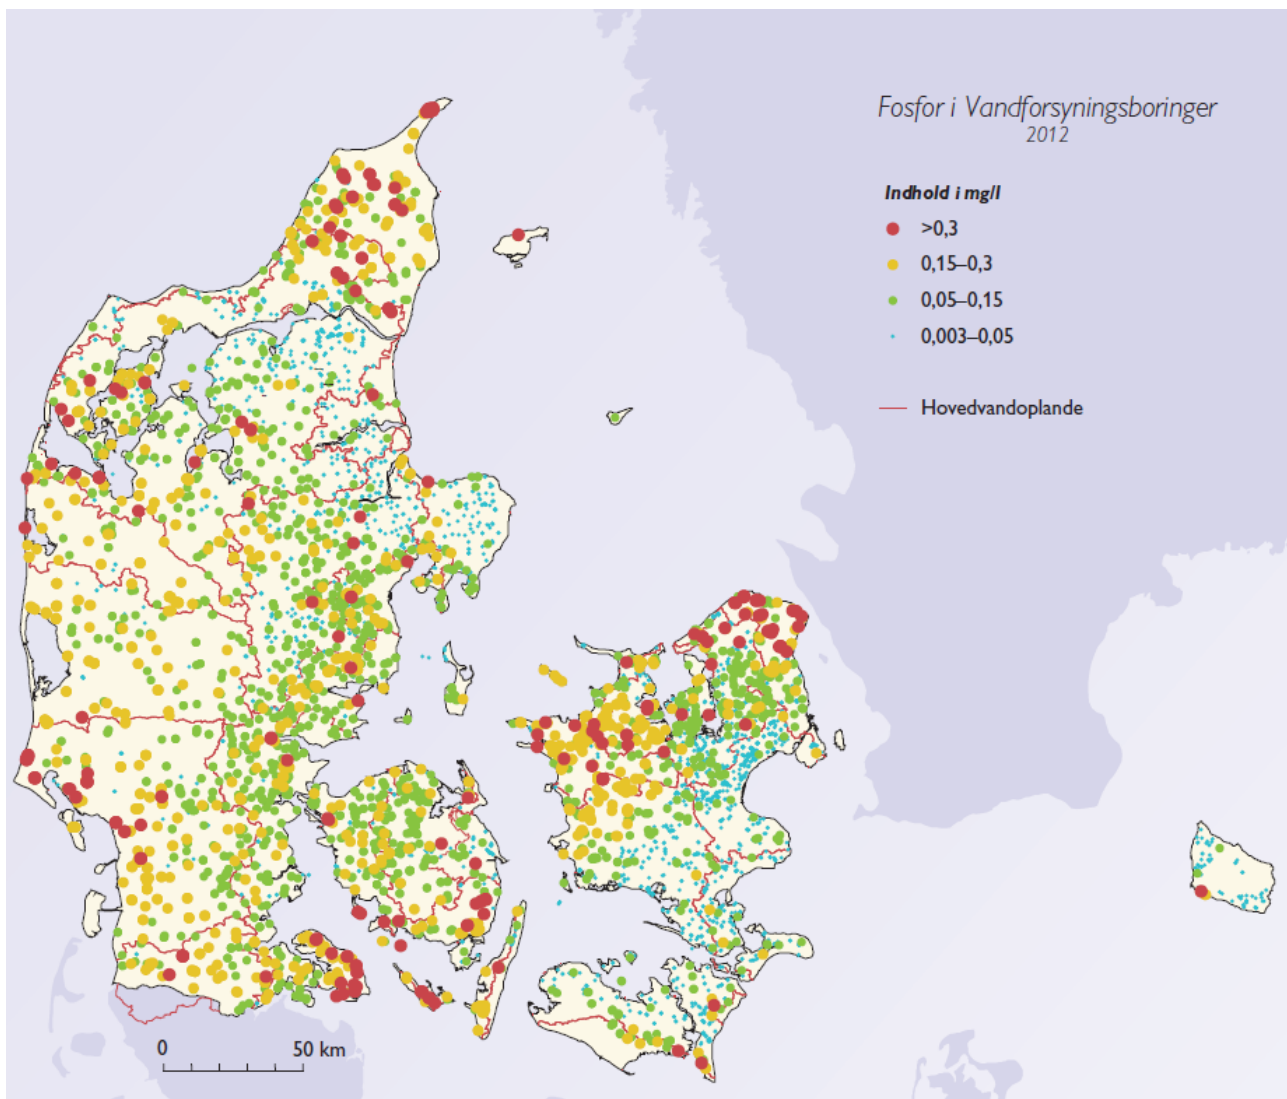 Fosfor i Vandforsyningsboringer
2012
Indhold i mg/l
>0,3
0,15–0,3
0,05–0,15
0,003–0,05
Hovedvandoplande
0 50 km